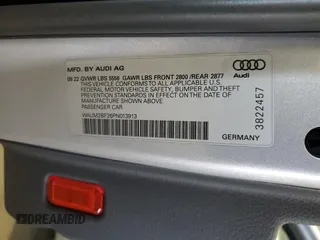 MFD. BY AUDI AG
09 22 GVWR LBS 5556 GAWR LBS FRONT 2800 /REAR 2877
THIS VEHICLE CONFORMS TO ALL APPLICABLE
FEDERAL MOTOR VEHICLE SAFETY, BUMPER AND THEFT
PREVENTION STANDARDS IN EFFECT ON THE DATE OF
MANUFACTURE SHOWN ABOVE.
PASSENGER CAR
WAUM2BF26PN013913
Audi
3822457
GERMANY
DREAMBID